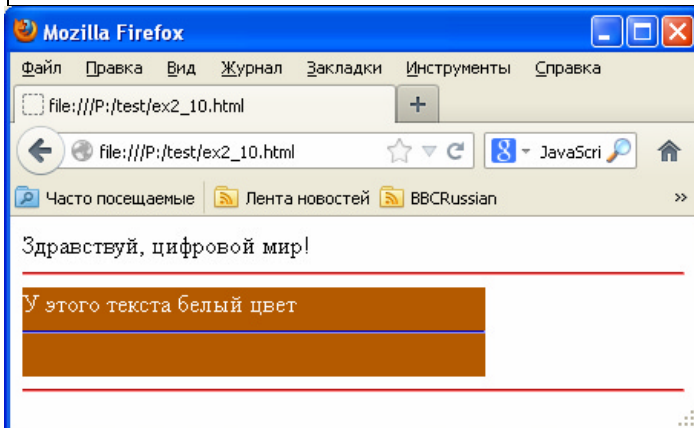 Mozilla Firefox
Файл Правка Вид Журнал Закладки Инструменты Справка
file:///P:/test/ex2_10.html +
file:///P:/test/ex2_10.html 8 JavaScri
Часто посещаемые Лента новостей BBCRussian »
Здравствуй, цифровой мир!
У этого текста белый цвет